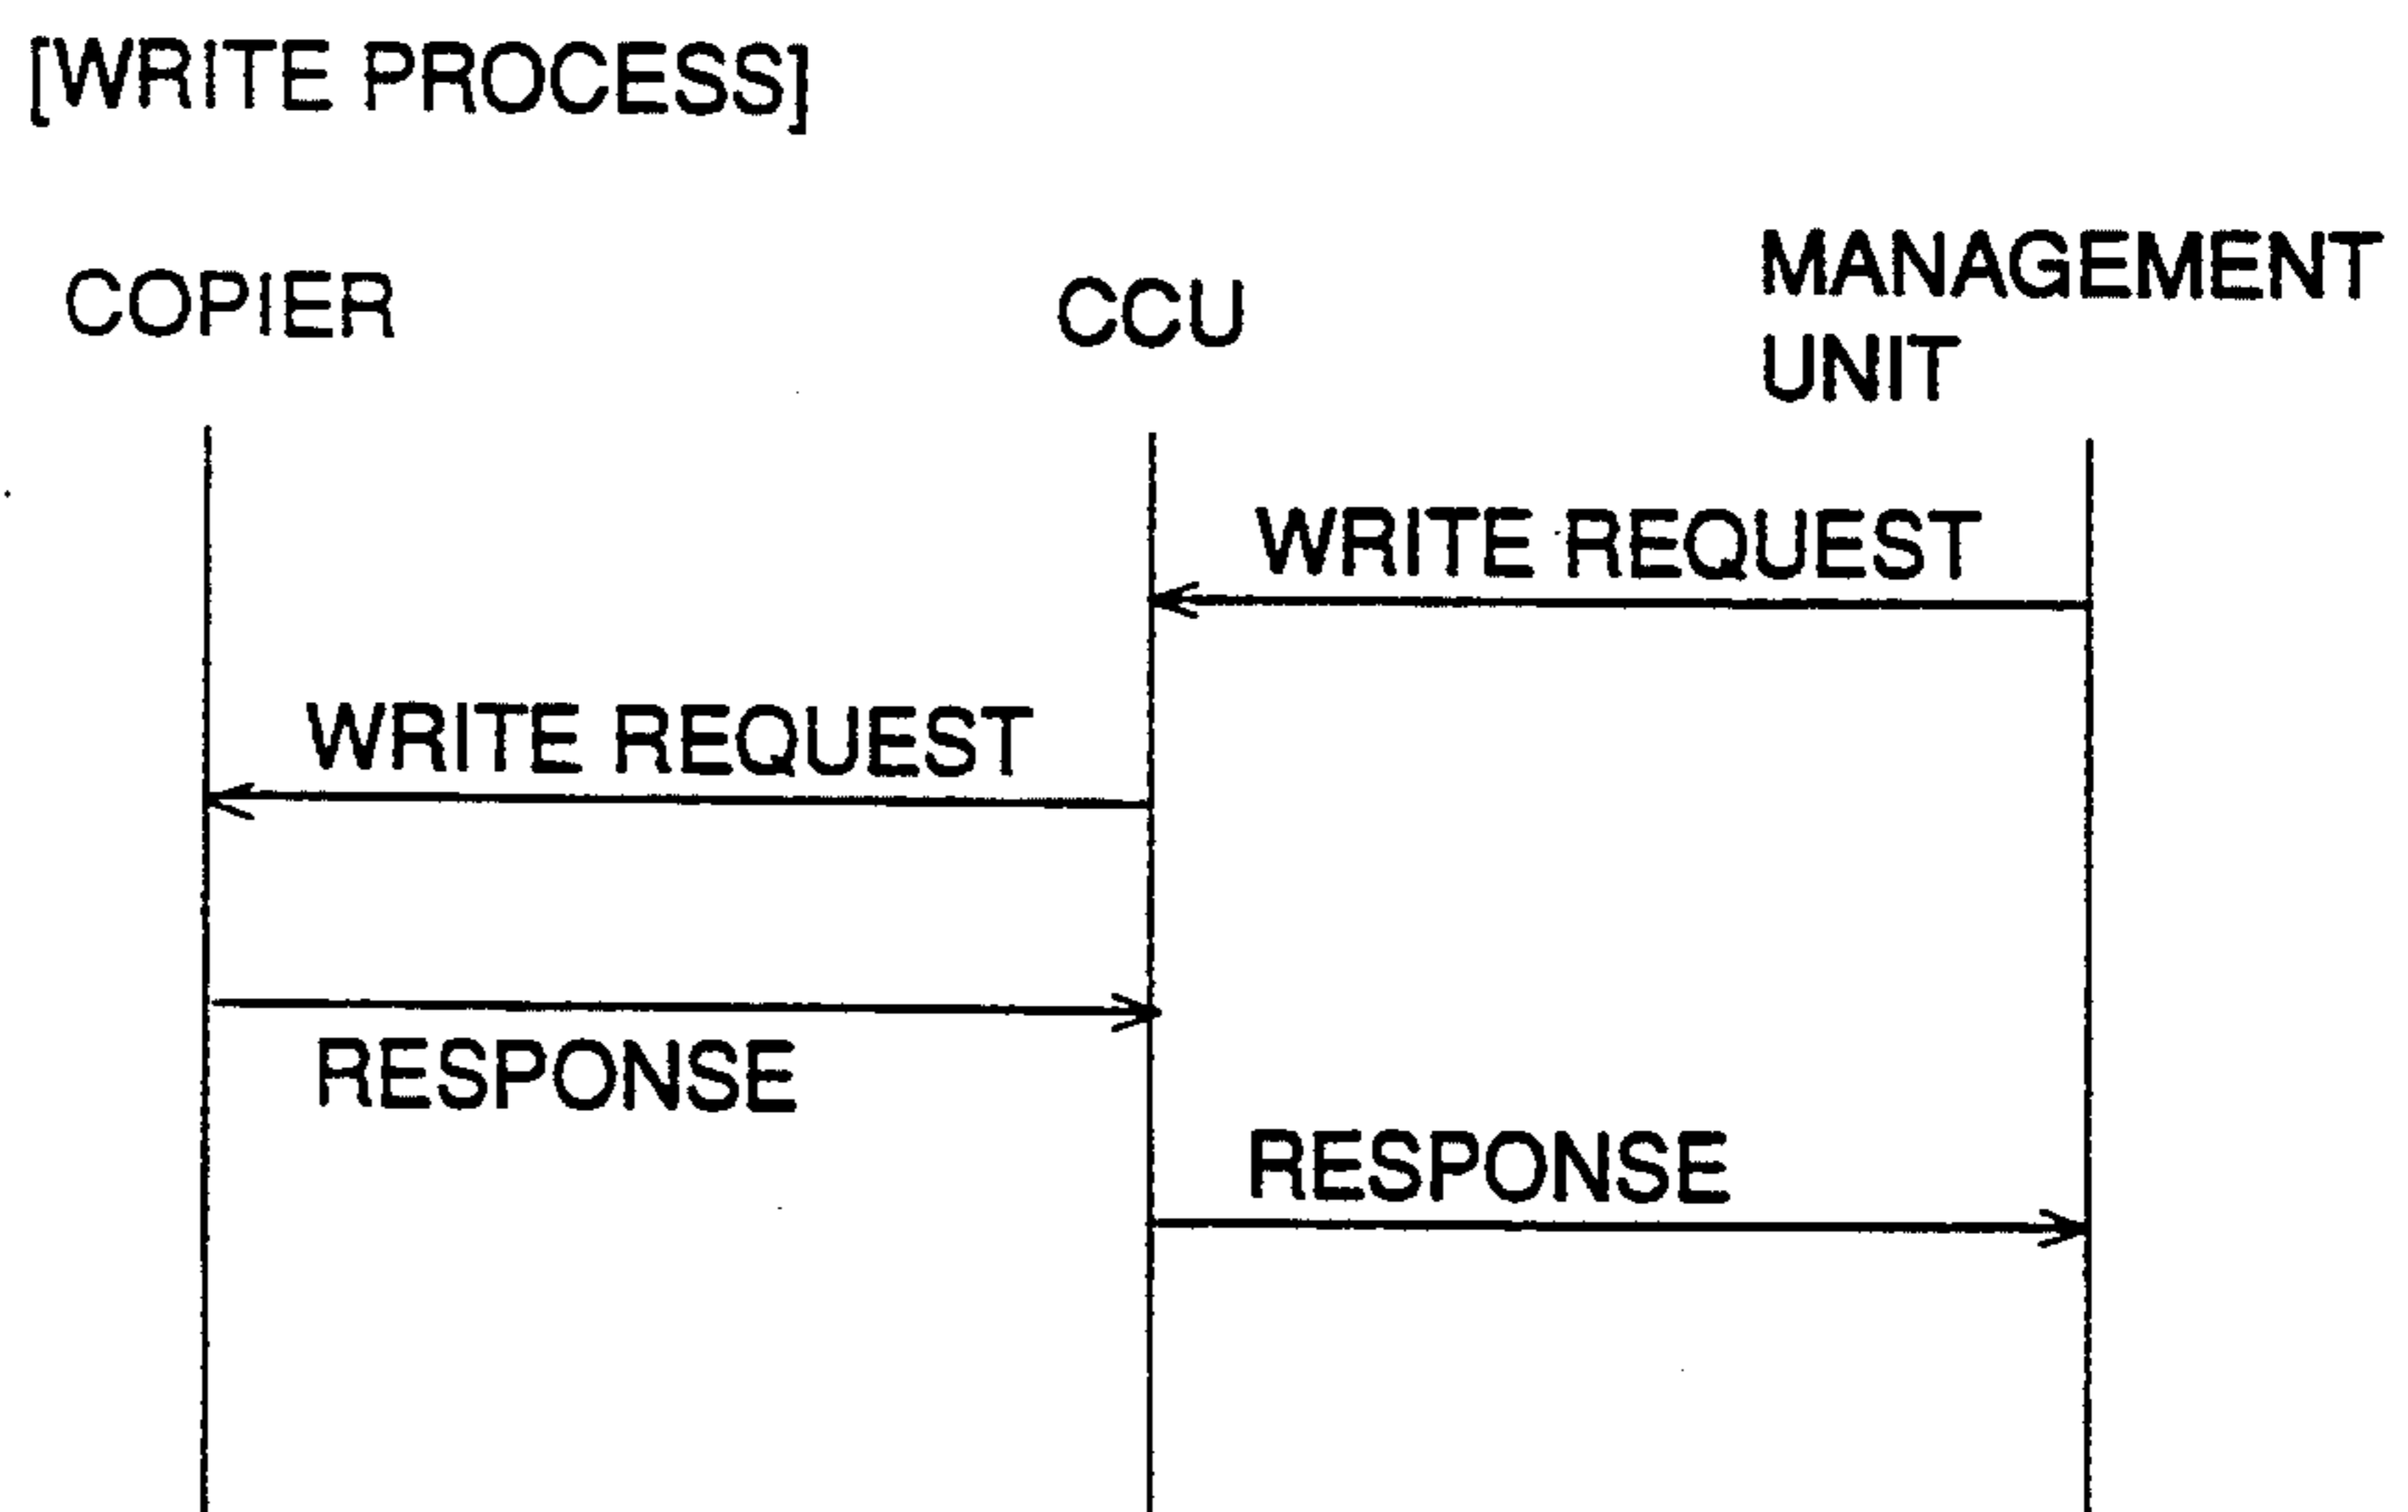 [WRITE PROCESS]
COPIER
CCU
MANAGEMENT
UNIT
WRITE REQUEST
WRITE REQUEST
RESPONSE
RESPONSE